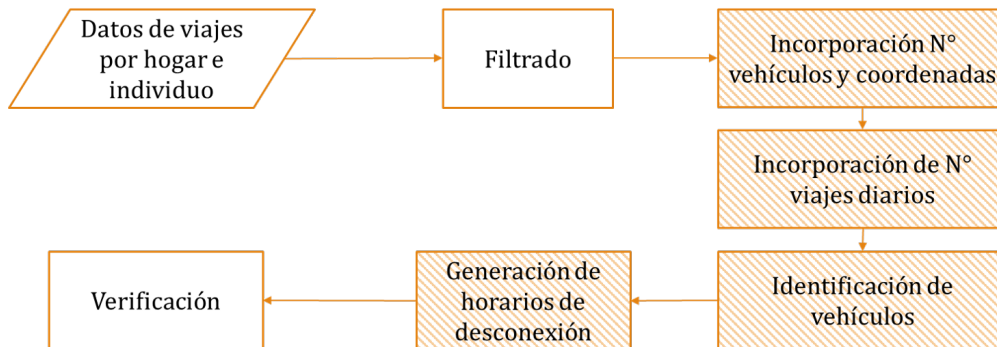 Datos de viajes
por hogar e
individuo
Filtrado
Incorporación N°
vehículos y coordenadas
Incorporación de N°
viajes diarios
Identificación de
vehículos
Generación de
horarios de
desconexión
Verificación